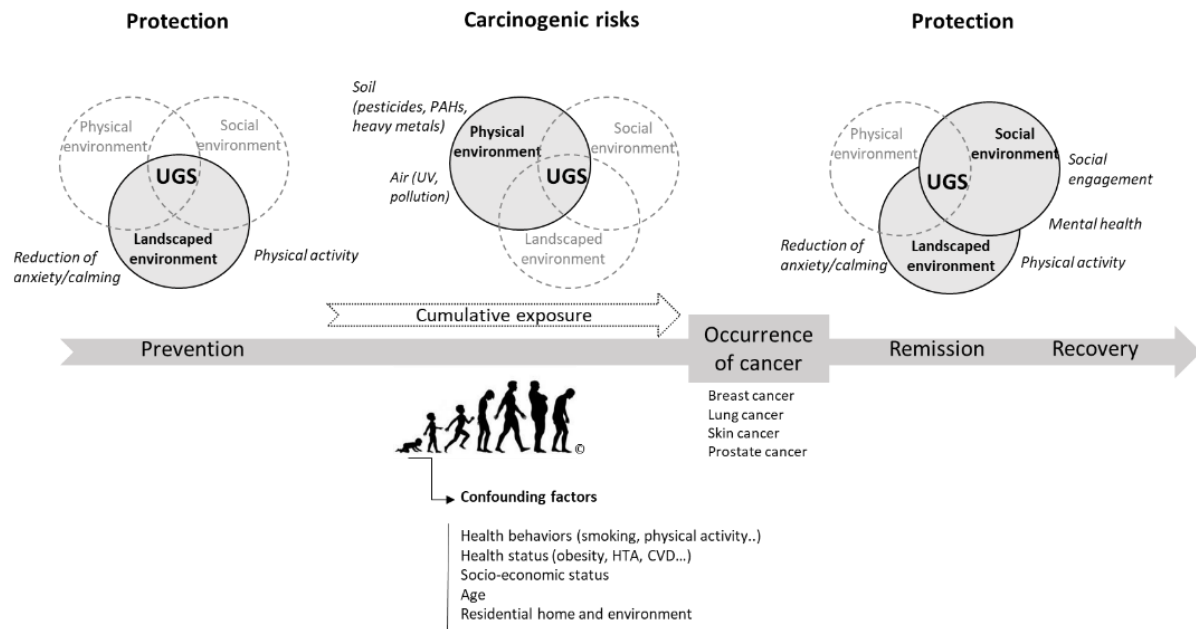 Protection
Carcinogenic risks
Protection
Physical
environment
Social
environment
UGS
Landscaped
environment
Reduction of
anxiety/calming
Physical activity
Soil
(pesticides, PAHs,
heavy metals)
Air (UV,
pollution)
Physical
environment
Social
environment
UGS
Landscaped
environment
Physical
environment
Social
environment
UGS
Landscaped
environment
Social
engagement
Mental health
Reduction of
anxiety/calming
Physical activity
Cumulative exposure
Prevention
Occurrence
of cancer
Remission
Recovery
Breast cancer
Lung cancer
Skin cancer
Prostate cancer
©
Confounding factors
Health behaviors (smoking, physical activity..)
Health status (obesity, HTA, CVD...)
Socio-economic status
Age
Residential home and environment